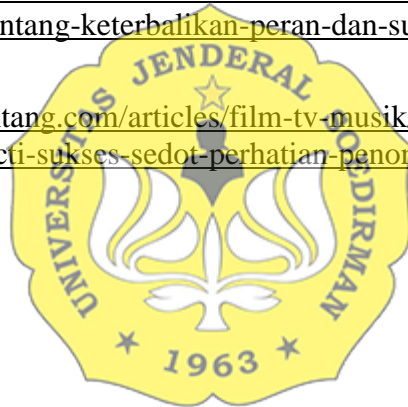 ntang-keterbalikan-peran-dan-su
ntang.com/articles/film-tv-musik
cti-sukses-sedot-perhatian-penon
UNIVERSITAS JENDERAL SOEDIRMAN
1963